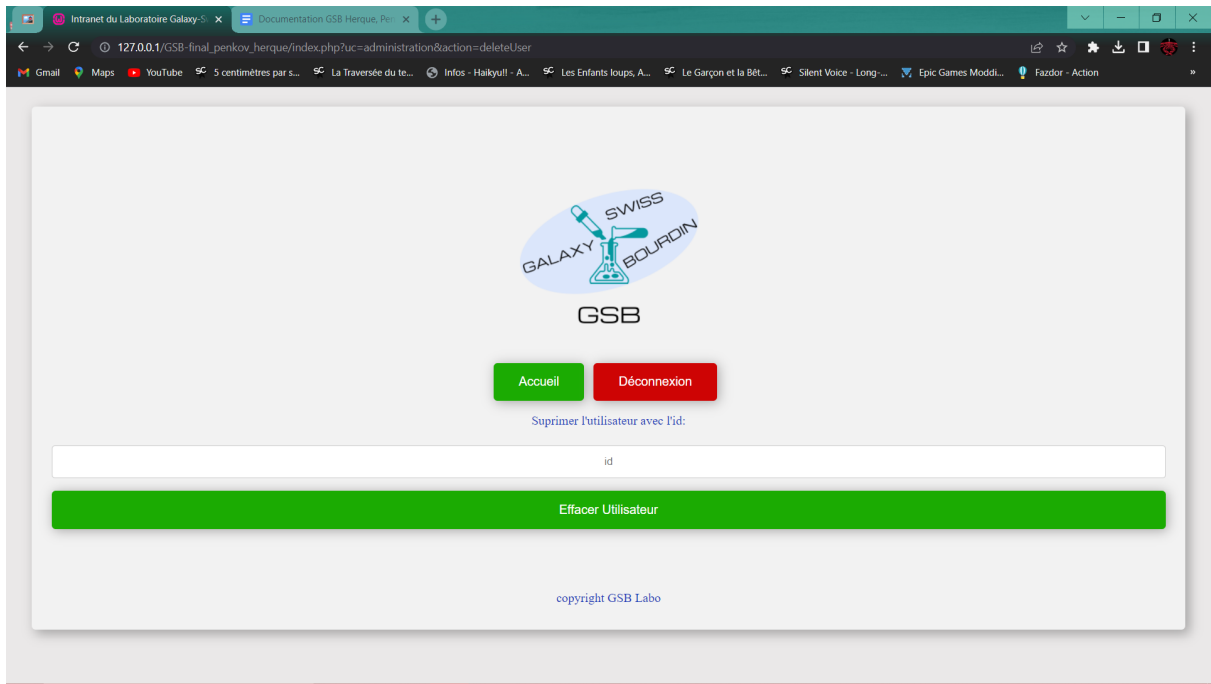 Intranet du Laboratoire Galaxy-S
Documentation GSB Herque, Pe
127.0.0.1/GSB-final_penkov_herque/index.php?uc=administration&action=deleteUser
Gmail Maps YouTube 5 centimètres par s... La Traversée du te... Infos - Haikyu!! - A... Les Enfants loups, A... Le Garçon et la Bêt... Silent Voice - Long-... Epic Games Moddi... Fazdor - Action »
GALAXY SWISS BOURDIN
GSB
Accueil Déconnexion
Suprimer l'utilisateur avec l'id:
id
Effacer Utilisateur
copyright GSB Labo